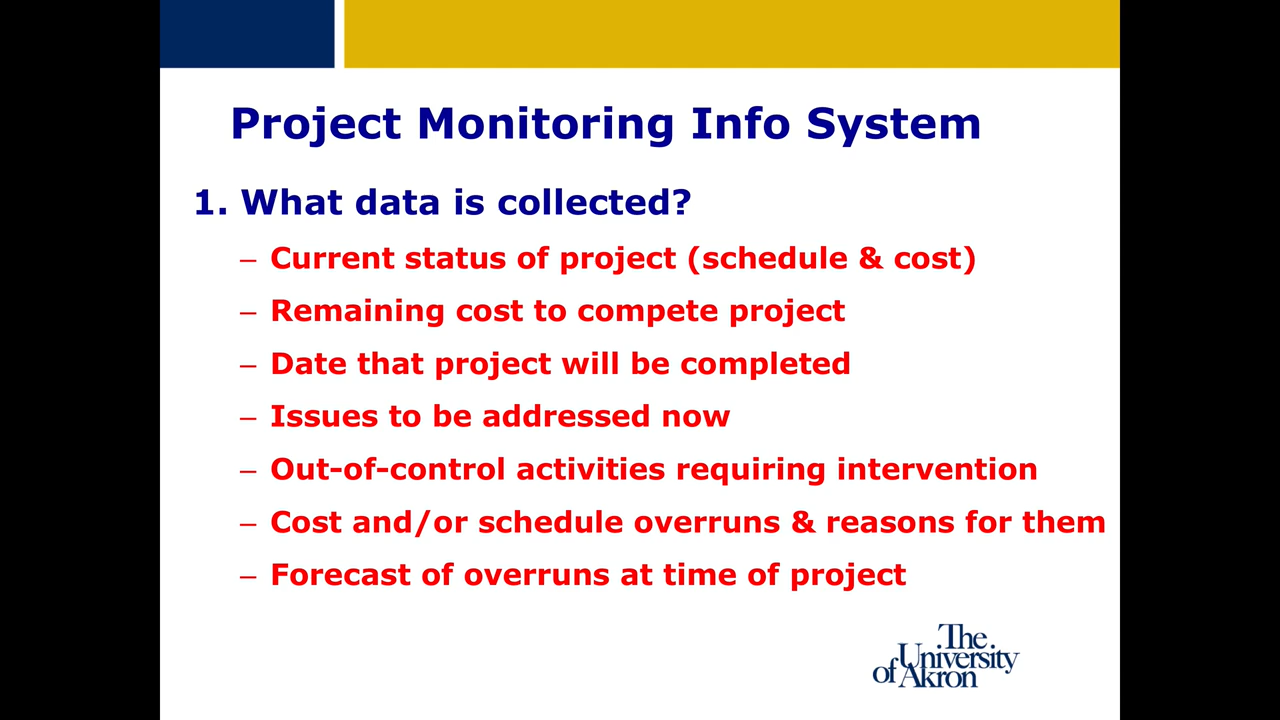 Project Monitoring Info System
1. What data is collected?
– Current status of project (schedule & cost)
– Remaining cost to compete project
– Date that project will be completed
– Issues to be addressed now
– Out-of-control activities requiring intervention
– Cost and/or schedule overruns & reasons for them
– Forecast of overruns at time of project
The
University
of Akron